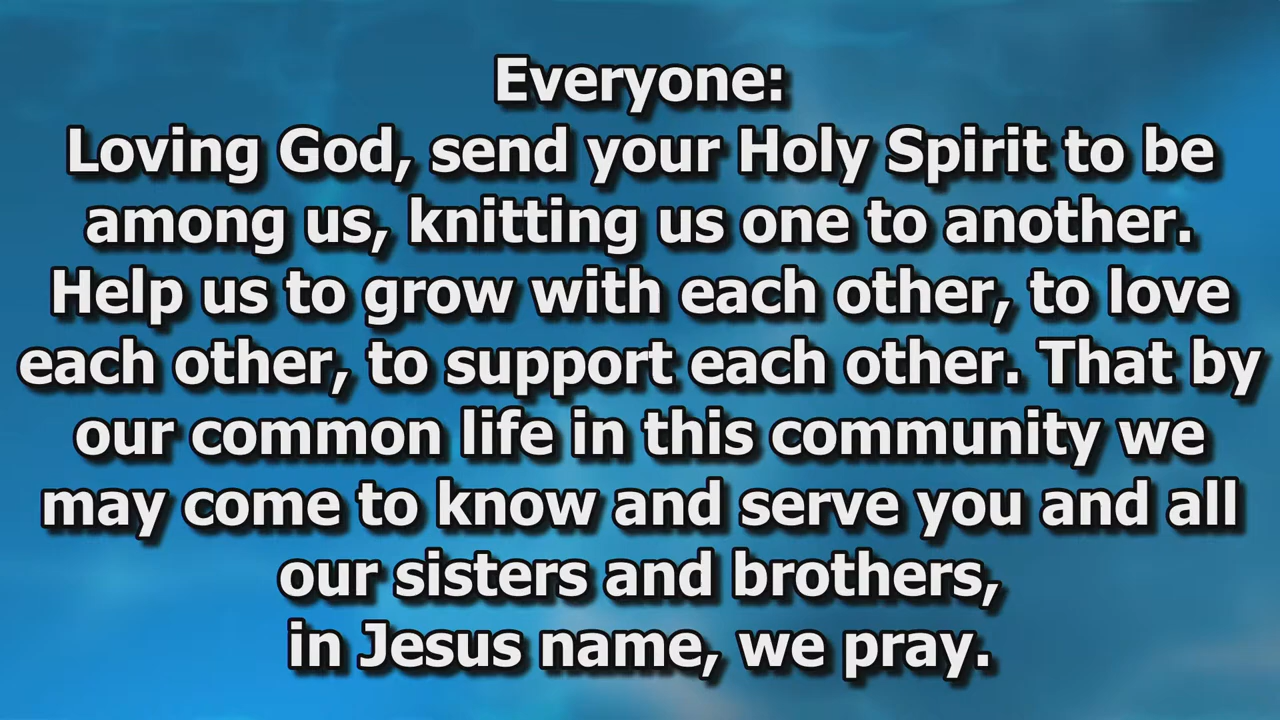 Everyone:
Loving God, send your Holy Spirit to be
among us, knitting us one to another.
Help us to grow with each other, to love
each other, to support each other. That by
our common life in this community we
may come to know and serve you and all
our sisters and brothers,
in Jesus name, we pray.